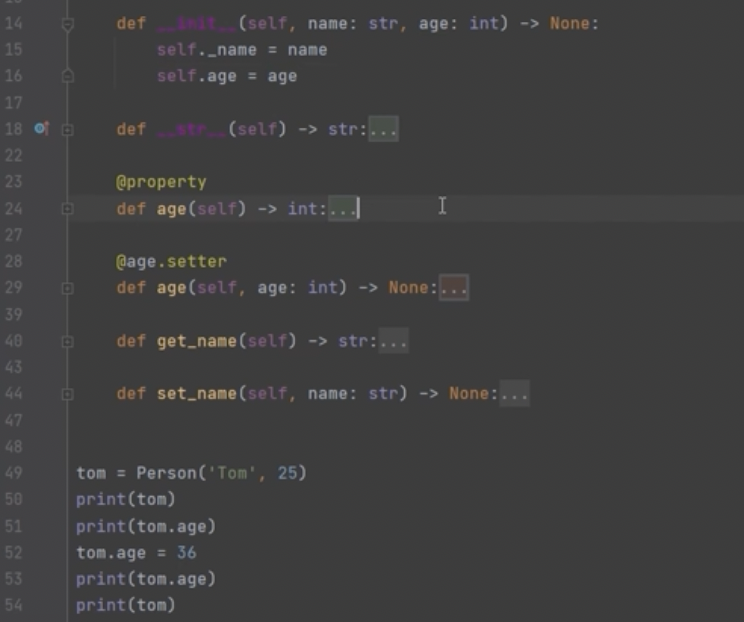 14 def __init__(self, name: str, age: int) -> None:
15 self._name = name
16 self.age = age
17
18 def __str__(self) -> str:...
22
23 @property
24 def age(self) -> int:...
27
28 @age.setter
29 def age(self, age: int) -> None:...
39
40 def get_name(self) -> str:...
43
44 def set_name(self, name: str) -> None:...
47
48
49 tom = Person('Tom', 25)
50 print(tom)
51 print(tom.age)
52 tom.age = 36
53 print(tom.age)
54 print(tom)